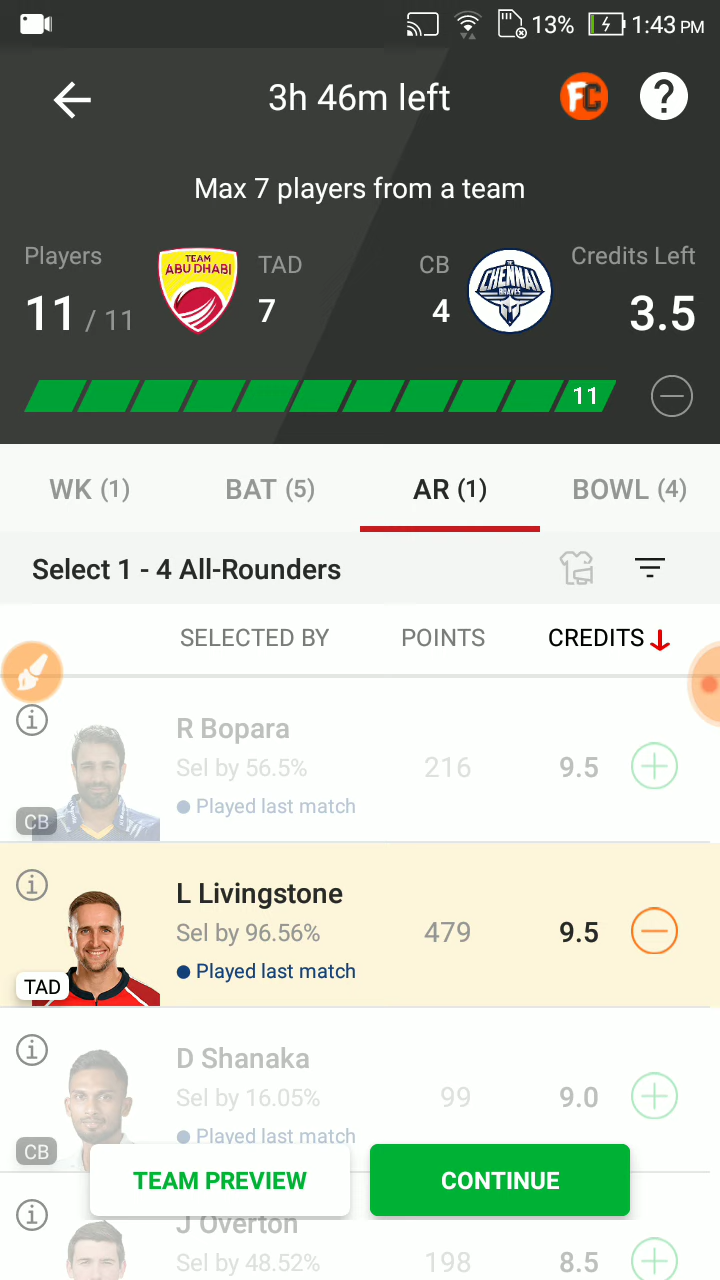 13% 1:43 PM
3h 46m left
FC
?
Max 7 players from a team
Players
11 / 11
TEAM
ABU DHABI
TAD
7
CB
4
CHENNAI
BRAVES
Credits Left
3.5
11
WK (1) BAT (5) AR (1) BOWL (4)
Select 1 - 4 All-Rounders
SELECTED BY POINTS CREDITS
R Bopara
Sel by 56.5% 216 9.5
Played last match
CB
L Livingstone
Sel by 96.56% 479 9.5
Played last match
TAD
D Shanaka
Sel by 16.05% 99 9.0
Played last match
CB
TEAM PREVIEW CONTINUE
J Overton
Sel by 48.52% 198 8.5